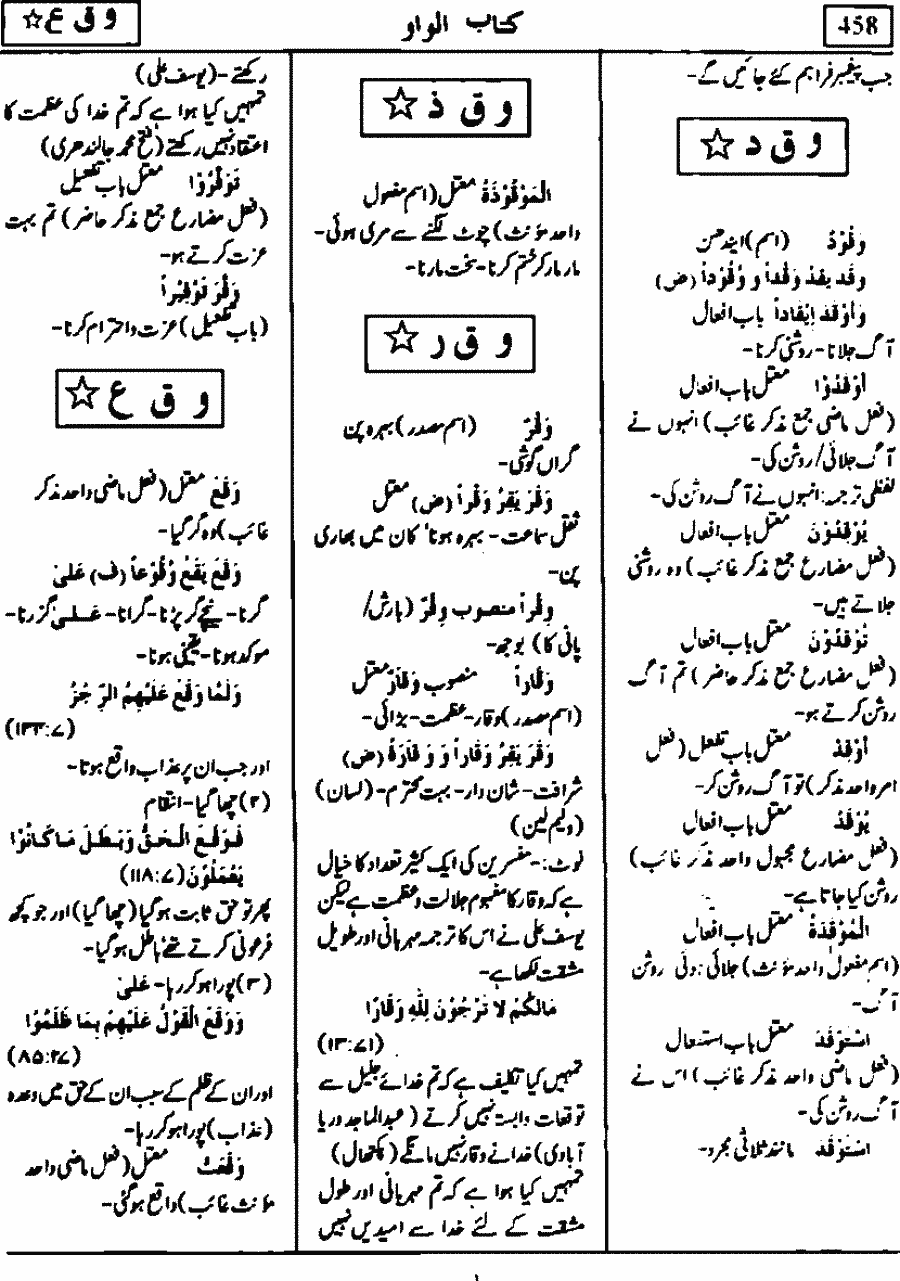 458
کتاب الواو
و ق ع ☆
جب پیغمبر فراہم کئے جائیں گے۔
و ق د ☆
وَقُوْدُ (اسم) ایندھن
وقد یقد وَقْداً و وُقُوْداً (ض)
وَاَوْقَدَ اِیْقَاداً باب افعال
آگ جلانا۔ روشنی کرنا۔
اَوْقَدُوْا معتل باب افعال
(فعل ماضی جمع مذکر غائب) انہوں نے
آگ جلائی/روشن کی۔
لفظی ترجمہ: انہوں نے آگ روشن کی۔
یُوْقِدُوْنَ معتل باب افعال
(فعل مضارع جمع مذکر غائب) وہ روشنی
جلاتے ہیں۔
تُوْقِدُوْنَ معتل باب افعال
(فعل مضارع جمع مذکر حاضر) تم آگ
روشن کرتے ہو۔
اَوْقِدْ معتل باب تفعل (فعل
امر واحد مذکر) تو آگ روشن کر۔
یُوْقَدُ معتل باب افعال
(فعل مضارع مجہول واحد مذکر غائب)
روشن کیا جاتا ہے۔
الْمُوْقَدَةُ معتل باب افعال
(اسم مفعول واحد مؤنث) جلائی ہوئی روشن
آگ۔
اسْتَوْقَدَ معتل باب استفعال
(فعل ماضی واحد مذکر غائب) اس نے
آگ روشن کی۔
اسْتَوْقَدَ مانند ثلاثی مجرد۔
و ق ذ ☆
الْمَوْقُوْذَةُ معتل (اسم مفعول
واحد مؤنث) چوٹ لگنے سے مری ہوئی۔
مار مار کر ختم کرنا۔ سخت مارنا۔
و ق ر ☆
وَقْرٌ (اسم مصدر) بہرہ پن
گراں گوشی۔
وَقَرَ یَقِرُ وَقْراً (ض) معتل
ثقل سماعت۔ بہرہ ہونا' کان میں بھاری
پن۔
وِقْراً منصوب وِقْرٌ (بارش/
پانی کا) بوجھ۔
وَقَاراً منصوب وَقَارٌ معتل
(اسم مصدر) وقار۔ عظمت۔ بڑائی۔
وَقَرَ یَقِرُ وَقَاراً وَ وَقَارَةً (ض)
شرافت۔ شان دار۔ بہت محترم۔ (لسان)
(ولیم لین)
نوٹ:۔ مفسرین کی ایک کثیر تعداد کا خیال
ہے کہ وقار کا مفہوم جلالت و عظمت ہے لیکن
یوسف علی نے اس کا ترجمہ مہربانی اور طویل
مشقت لکھا ہے۔
مَالَکُمْ لَا تَرْجُوْنَ لِلّٰهِ وَقَارًا
(۱۳:۷۱)
تمہیں کیا تکلیف ہے کہ تم خدائے جلیل سے
توقعات وابستہ نہیں کرتے (عبدالماجد دریا
آبادی) خدا نے وقار نہیں مانگے (پکتھال)
تمہیں کیا ہوا ہے کہ تم مہربانی اور طول
مشقت کے لئے خدا سے امیدیں نہیں
رکھتے۔ (یوسف علی)
تمہیں کیا ہوا ہے کہ تم خدا کی عظمت کا
اعتقاد نہیں رکھتے (فتح محمد جالندھری)
تُوَقِّرُوْا معتل باب تفعیل
(فعل مضارع جمع مذکر حاضر) تم بہت
عزت کرتے ہو۔
وَقَّرَ تَوْقِیْراً
(باب تفعیل) عزت و احترام کرنا۔
و ق ع ☆
وَقَعَ معتل (فعل ماضی واحد مذکر
غائب) وہ گر گیا۔
وَقَعَ یَقَعُ وُقُوْعاً (ف) عَلیٰ
گرنا۔ نیچے گر پڑنا۔ گرانا۔ عَلیٰ گزرنا۔
موکد ہونا۔ یقینی ہونا۔
وَلَمَّا وَقَعَ عَلَیْهِمُ الرِّجْزُ
(۱۳۳:۷)
اور جب ان پر عذاب واقع ہوتا۔
(۲) چھا گیا۔ انتقام
فَوَقَعَ الْحَقُّ وَبَطَلَ مَا کَانُوْا
یَعْمَلُوْنَ (۱۱۸:۷)
پھر تو حق ثابت ہو گیا (چھا گیا) اور جو کچھ
فرعونی کرتے تھے باطل ہو گیا۔
(۳) پورا ہو کر رہا۔ عَلیٰ
وَوَقَعَ الْقَوْلُ عَلَیْهِمْ بِمَا ظَلَمُوْا
(۸۵:۲۷)
اور ان کے ظلم کے سبب ان کے حق میں وعدہ
(عذاب) پورا ہو کر رہا۔
وَقَعَتْ معتل (فعل ماضی واحد
مؤنث غائب) واقع ہو گئی۔